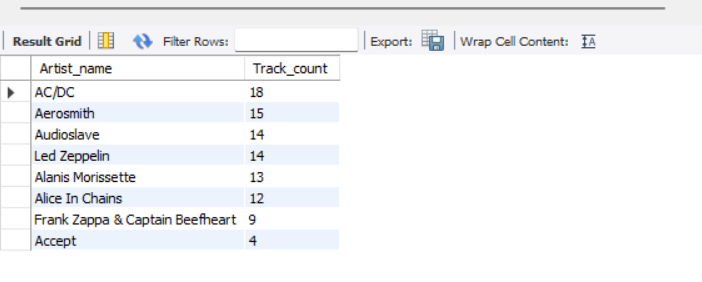 Result Grid Filter Rows: Export: Wrap Cell Content: IA
Artist_name Track_count
AC/DC 18
Aerosmith 15
Audioslave 14
Led Zeppelin 14
Alanis Morissette 13
Alice In Chains 12
Frank Zappa & Captain Beefheart 9
Accept 4